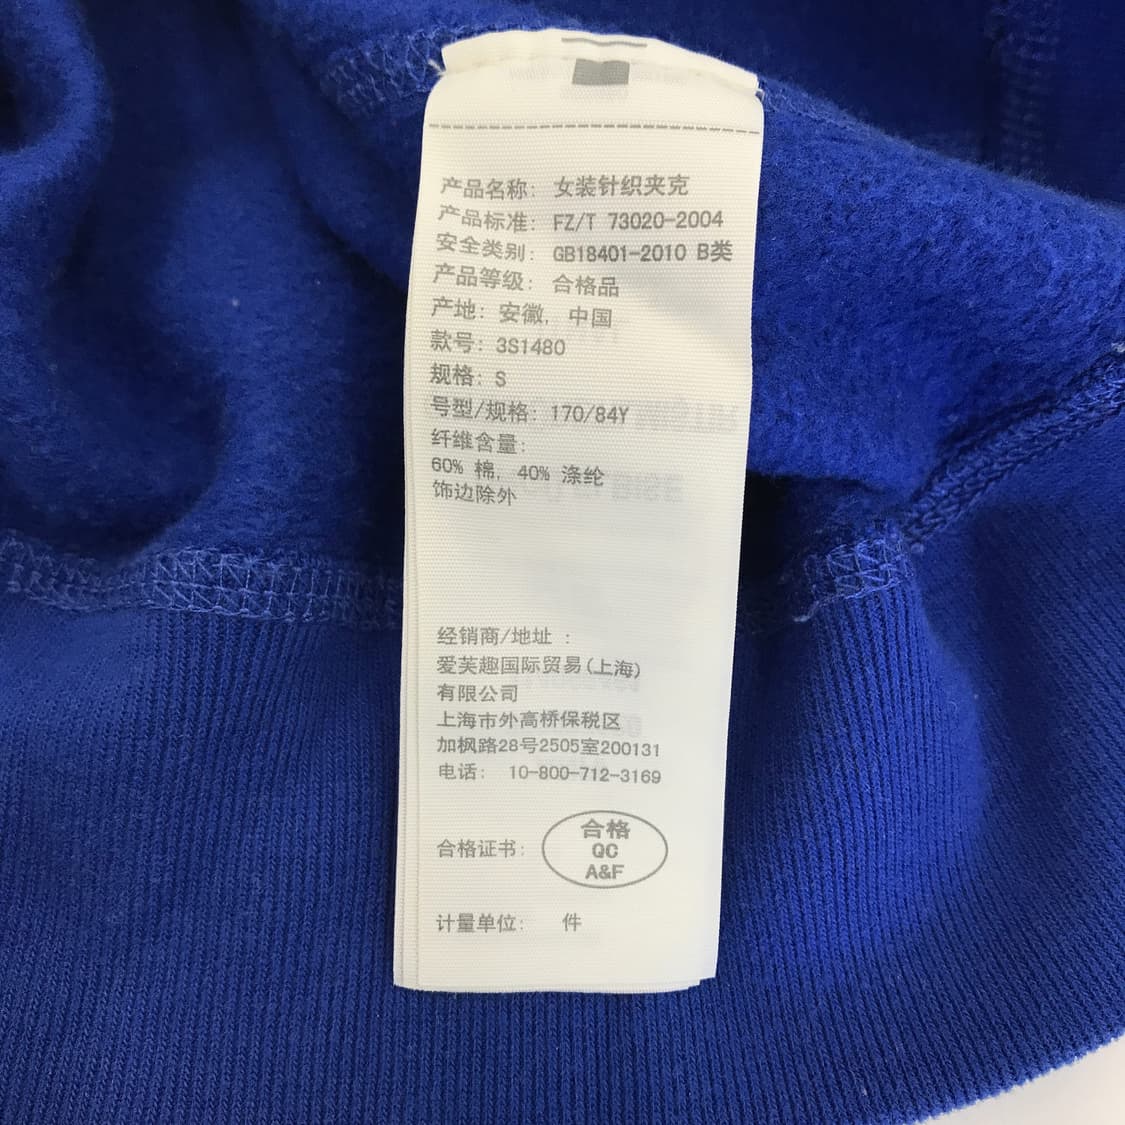 产品名称: 女装针织夹克
产品标准: FZ/T 73020-2004
安全类别: GB18401-2010 B类
产品等级: 合格品
产地: 安徽, 中国
款号: 3S1480
规格: S
号型/规格: 170/84Y
纤维含量:
60% 棉, 40% 涤纶
饰边除外
经销商/地址 :
爱芙趣国际贸易(上海)
有限公司
上海市外高桥保税区
加枫路28号2505室200131
电话: 10-800-712-3169
合格证书:
合格
QC
A&F
计量单位: 件